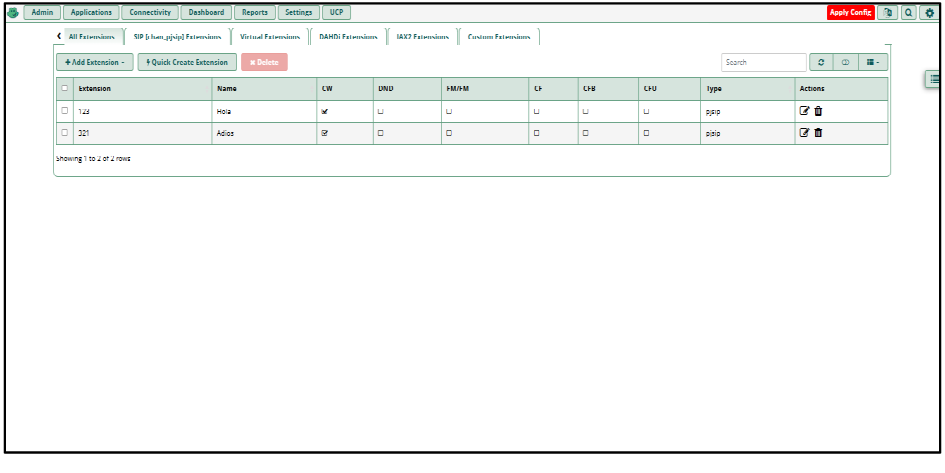 Admin Applications Connectivity Dashboard Reports Settings UCP Apply Config
All Extensions SIP [chan_pjsip] Extensions Virtual Extensions DAHDi Extensions IAX2 Extensions Custom Extensions
+ Add Extension Quick Create Extension × Delete Search
Extension Name CW DND FM/FM CF CFB CFU Type Actions
123 Hola pjsip
321 Adios pjsip
Showing 1 to 2 of 2 rows